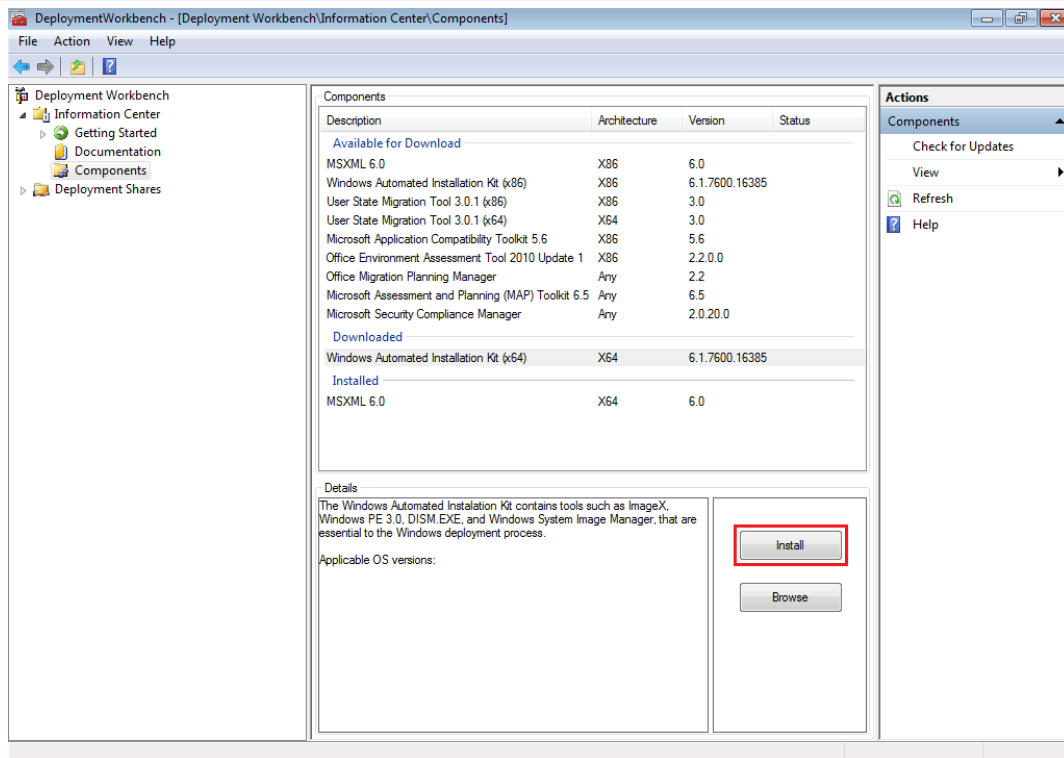 DeploymentWorkbench - [Deployment Workbench\Information Center\Components]
File Action View Help
Deployment Workbench
Information Center
Getting Started
Documentation
Components
Deployment Shares
Components
Description Architecture Version Status
Available for Download
MSXML 6.0 X86 6.0
Windows Automated Installation Kit (x86) X86 6.1.7600.16385
User State Migration Tool 3.0.1 (x86) X86 3.0
User State Migration Tool 3.0.1 (x64) X64 3.0
Microsoft Application Compatibility Toolkit 5.6 X86 5.6
Office Environment Assessment Tool 2010 Update 1 X86 2.2.0.0
Office Migration Planning Manager Any 2.2
Microsoft Assessment and Planning (MAP) Toolkit 6.5 Any 6.5
Microsoft Security Compliance Manager Any 2.0.20.0
Downloaded
Windows Automated Installation Kit (x64) X64 6.1.7600.16385
Installed
MSXML 6.0 X64 6.0
Details
The Windows Automated Instalation Kit contains tools such as ImageX,
Windows PE 3.0, DISM.EXE, and Windows System Image Manager, that are
essential to the Windows deployment process.
Applicable OS versions:
Install
Browse
Actions
Components
Check for Updates
View
Refresh
Help